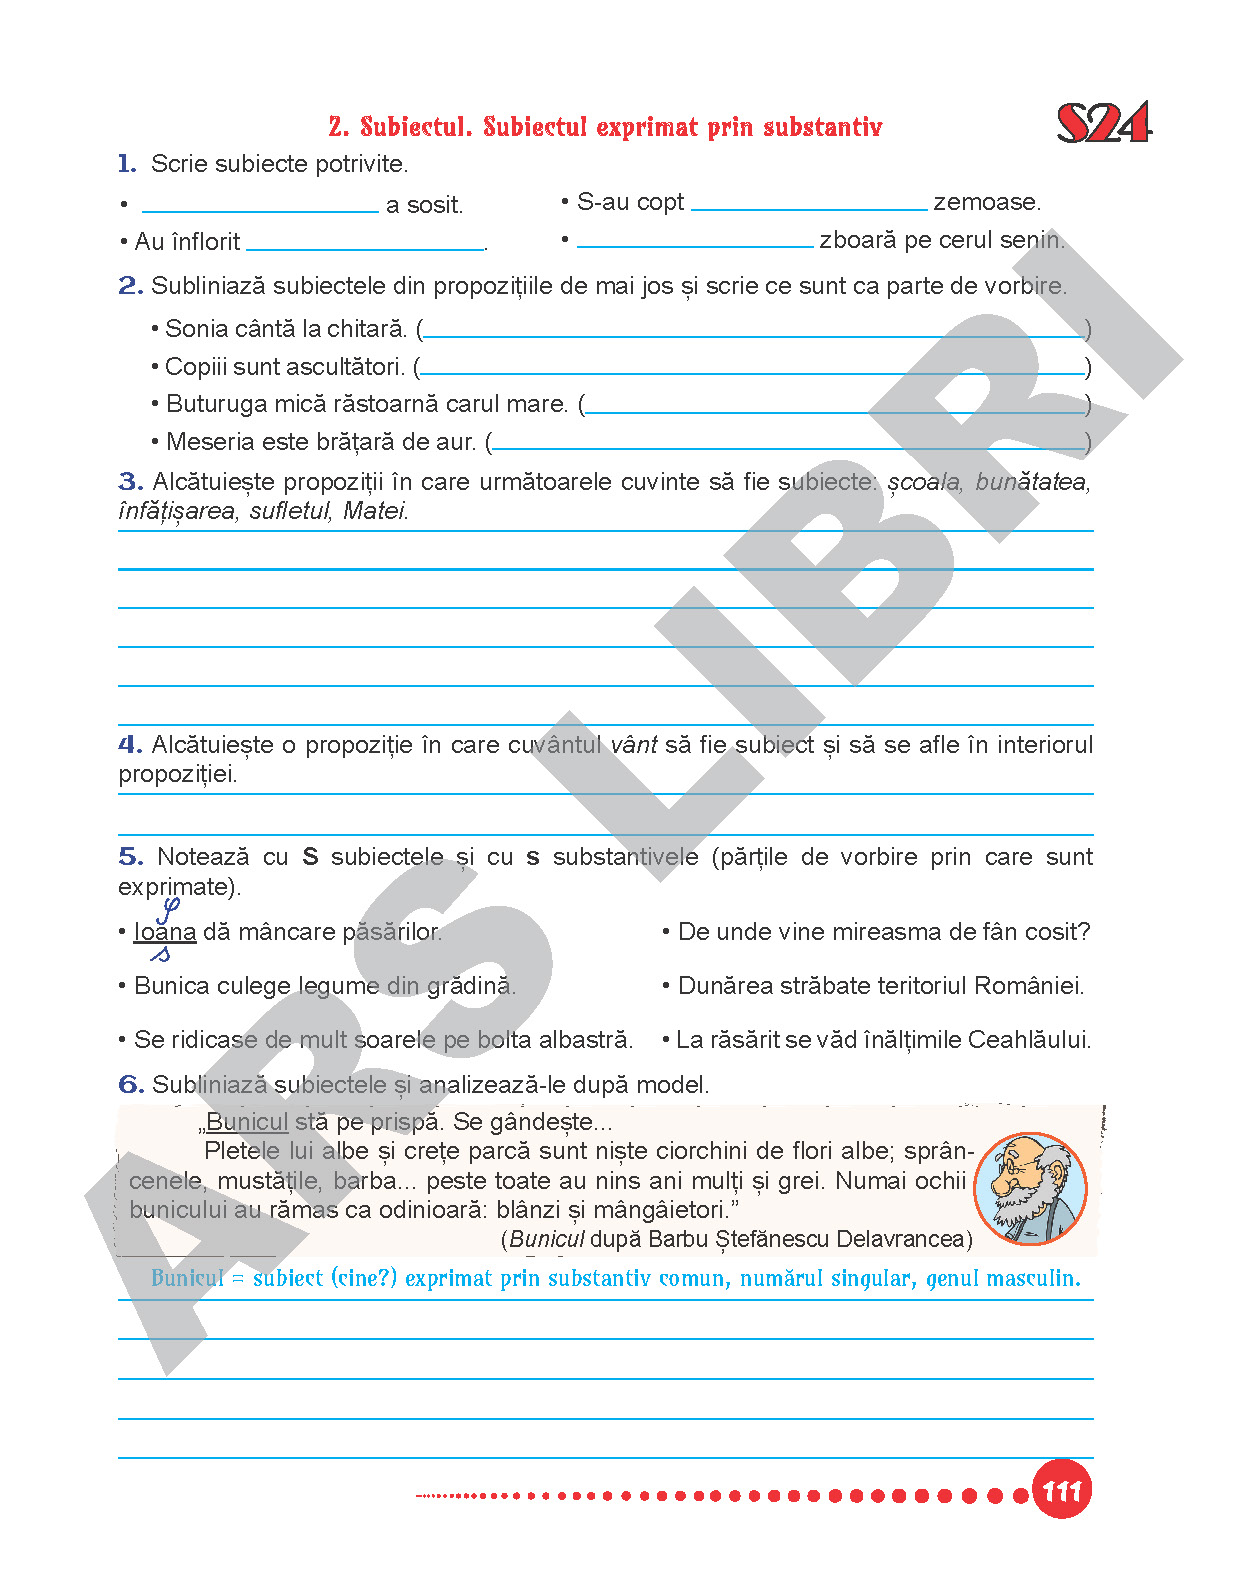 2. Subiectul. Subiectul exprimat prin substantiv
S24
1. Scrie subiecte potrivite.
• ____ a sosit.
• S-au copt ____ zemoase.
• Au înflorit ____.
• ____ zboară pe cerul senin.
2. Subliniază subiectele din propozițiile de mai jos și scrie ce sunt ca parte de vorbire.
• Sonia cântă la chitară. (____)
• Copiii sunt ascultători. (____)
• Buturuga mică răstoarnă carul mare. (____)
• Meseria este brățară de aur. (____)
3. Alcătuiește propoziții în care următoarele cuvinte să fie subiecte: școala, bunătatea,
înfățișarea, sufletul, Matei.
4. Alcătuiește o propoziție în care cuvântul vânt să fie subiect și să se afle în interiorul
propoziției.
5. Notează cu S subiectele și cu s substantivele (părțile de vorbire prin care sunt
exprimate).
S
• Ioana dă mâncare păsărilor.
s
• De unde vine mireasma de fân cosit?
• Bunica culege legume din grădină.
• Dunărea străbate teritoriul României.
• Se ridicase de mult soarele pe bolta albastră.
• La răsărit se văd înălțimile Ceahlăului.
6. Subliniază subiectele și analizează-le după model.
„Bunicul stă pe prispă. Se gândește...
Pletele lui albe și crețe parcă sunt niște ciorchini de flori albe; sprân-
cenele, mustățile, barba... peste toate au nins ani mulți și grei. Numai ochii
bunicului au rămas ca odinioară: blânzi și mângâietori.”
(Bunicul după Barbu Ștefănescu Delavrancea)
Bunicul = subiect (cine?) exprimat prin substantiv comun, numărul singular, genul masculin.
111
ARS LIBRI